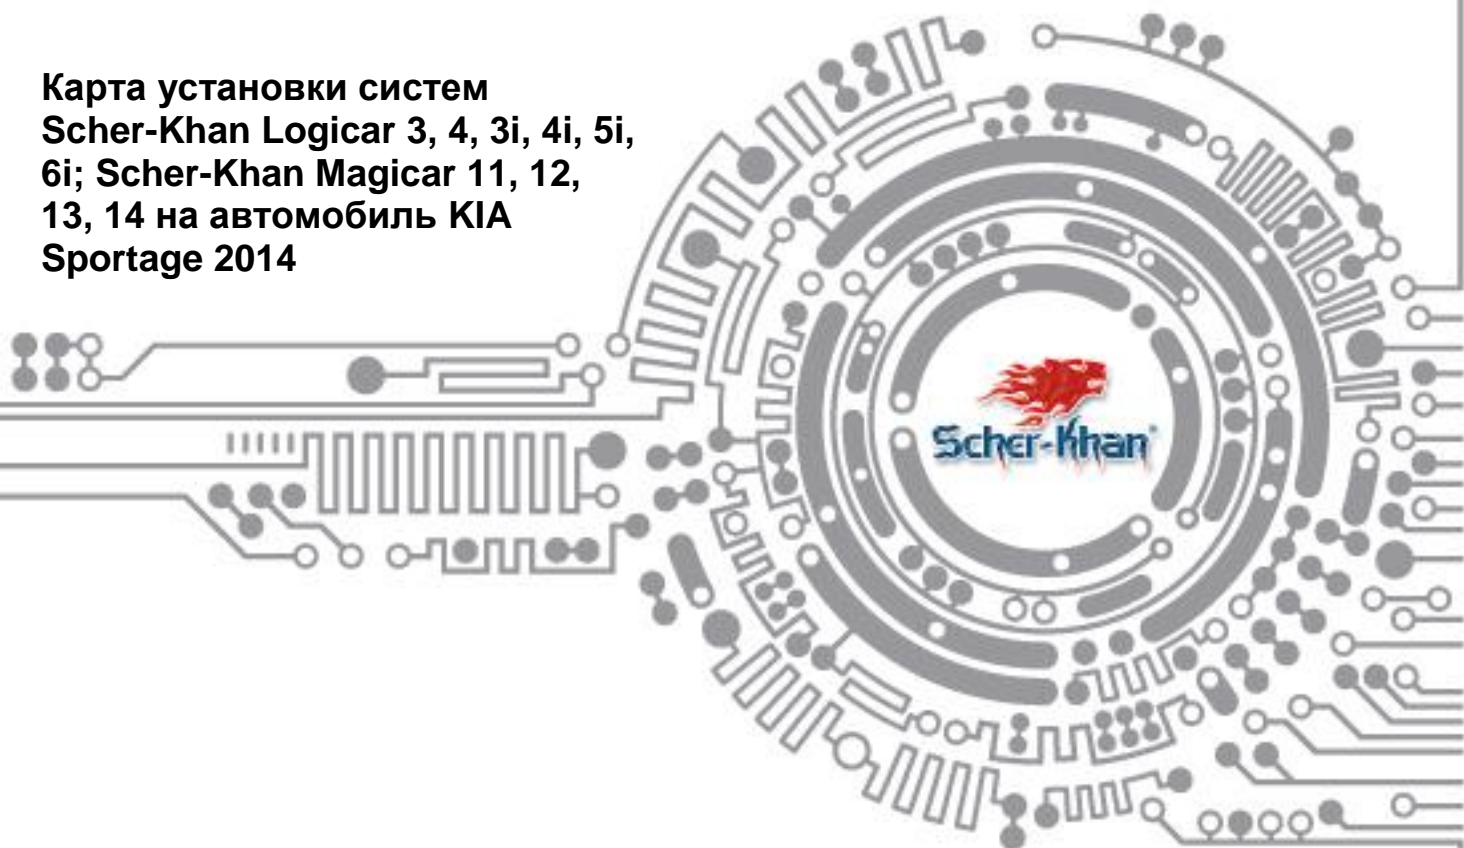 Карта установки систем
Scher-Khan Logicar 3, 4, 3i, 4i, 5i,
6i; Scher-Khan Magicar 11, 12,
13, 14 на автомобиль KIA
Sportage 2014
Scher-Khan